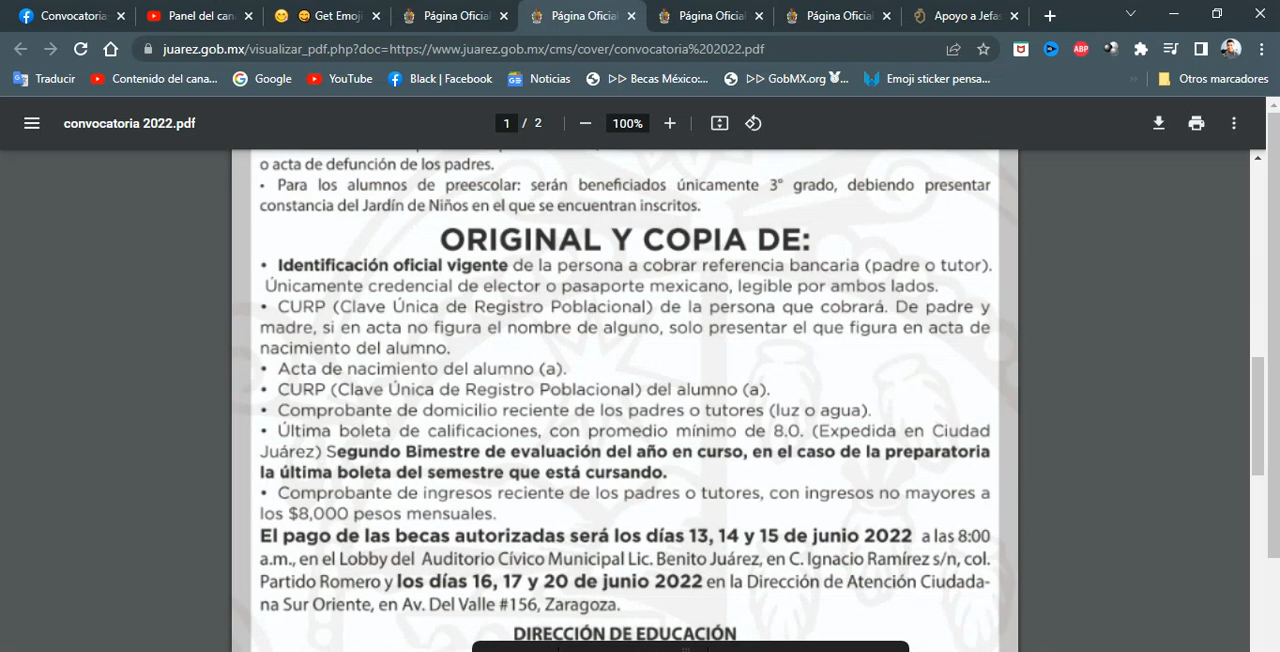 Convocatoria
Panel del can
Get Emoji
Página Oficial
Página Oficial
Página Oficial
Página Oficial
Apoyo a Jefas
juarez.gob.mx/visualizar_pdf.php?doc=https://www.juarez.gob.mx/cms/cover/convocatoria%202022.pdf
ABP
Traducir
Contenido del cana...
Google
YouTube
Black | Facebook
Noticias
▷▷ Becas México:...
▷▷ GobMX.org
Emoji sticker pensa...
Otros marcadores
convocatoria 2022.pdf
1 / 2
100%
o acta de defunción de los padres.
• Para los alumnos de preescolar: serán beneficiados únicamente 3° grado, debiendo presentar
constancia del Jardín de Niños en el que se encuentran inscritos.
ORIGINAL Y COPIA DE:
• Identificación oficial vigente de la persona a cobrar referencia bancaria (padre o tutor).
Únicamente credencial de elector o pasaporte mexicano, legible por ambos lados.
• CURP (Clave Única de Registro Poblacional) de la persona que cobrará. De padre y
madre, si en acta no figura el nombre de alguno, solo presentar el que figura en acta de
nacimiento del alumno.
• Acta de nacimiento del alumno (a).
• CURP (Clave Única de Registro Poblacional) del alumno (a).
• Comprobante de domicilio reciente de los padres o tutores (luz o agua).
• Última boleta de calificaciones, con promedio mínimo de 8.0. (Expedida en Ciudad
Juárez) Segundo Bimestre de evaluación del año en curso, en el caso de la preparatoria
la última boleta del semestre que está cursando.
• Comprobante de ingresos reciente de los padres o tutores, con ingresos no mayores a
los $8,000 pesos mensuales.
El pago de las becas autorizadas será los días 13, 14 y 15 de junio 2022 a las 8:00
a.m., en el Lobby del Auditorio Cívico Municipal Lic. Benito Juárez, en C. Ignacio Ramírez s/n, col.
Partido Romero y los días 16, 17 y 20 de junio 2022 en la Dirección de Atención Ciudada-
na Sur Oriente, en Av. Del Valle #156, Zaragoza.
DIRECCIÓN DE EDUCACIÓN